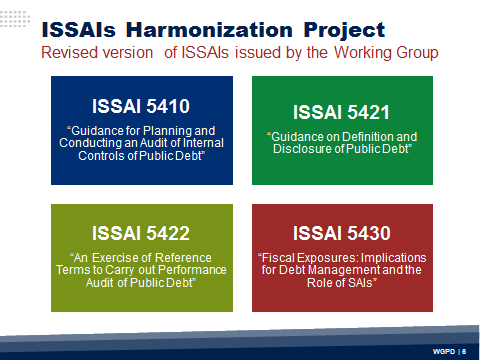 ISSAIs Harmonization Project
Revised version of ISSAIs issued by the Working Group
ISSAI 5410
“Guidance for Planning and
Conducting an Audit of Internal
Controls of Public Debt”
ISSAI 5421
“Guidance on Definition and
Disclosure of Public Debt”
ISSAI 5422
“An Exercise of Reference
Terms to Carry out Performance
Audit of Public Debt”
ISSAI 5430
“Fiscal Exposures: Implications
for Debt Management and the
Role of SAIs”
WGPD | 6